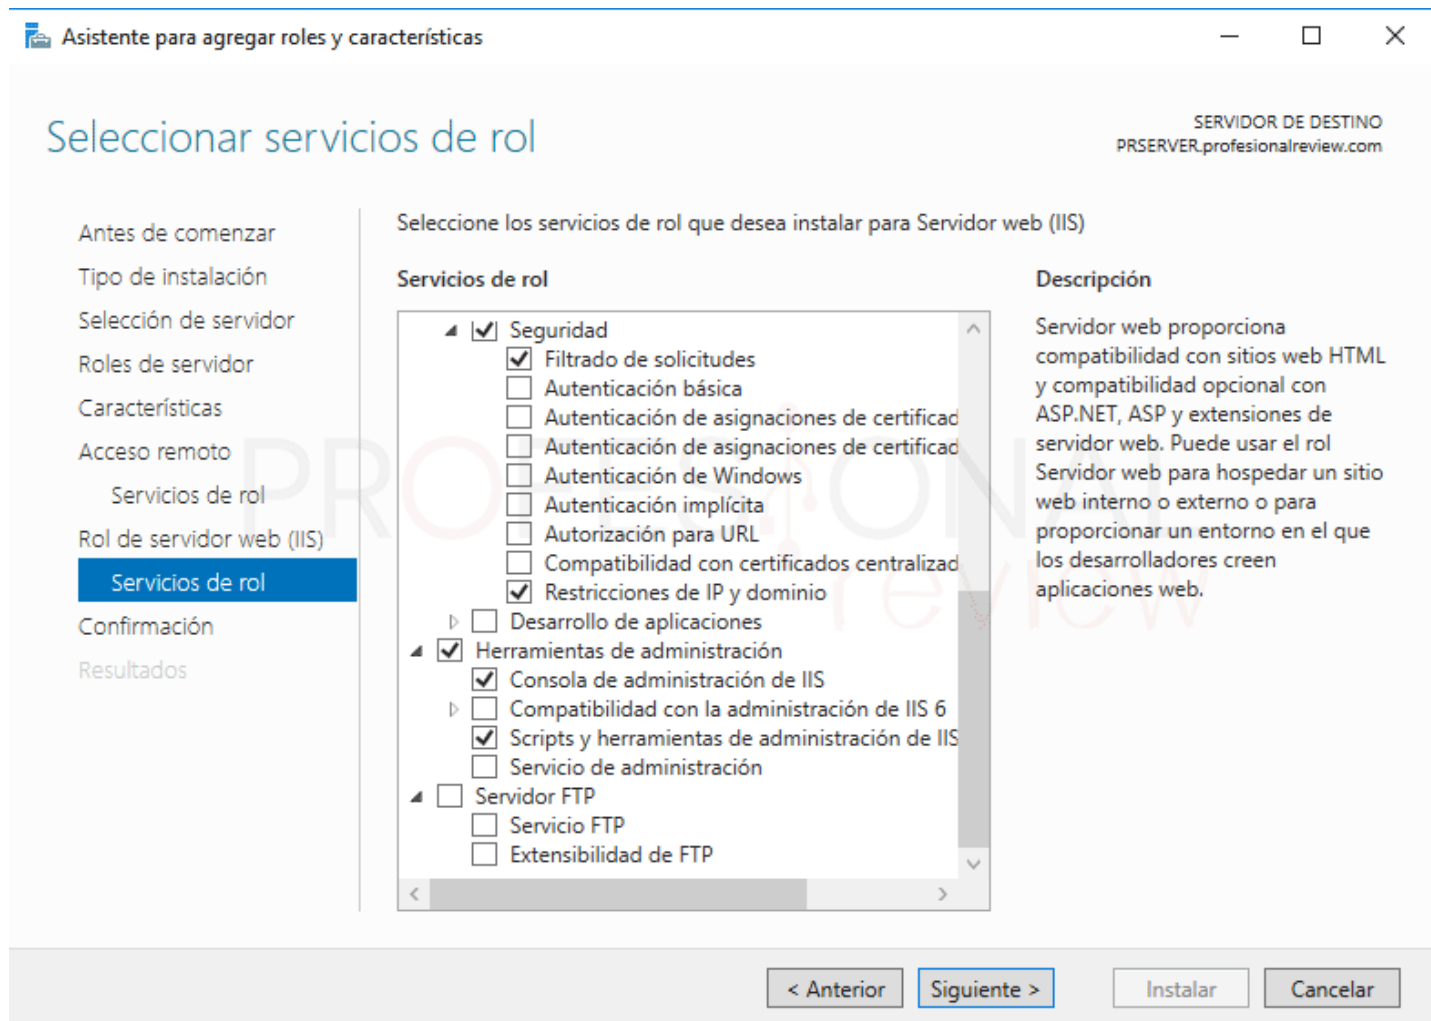 Asistente para agregar roles y características
Seleccionar servicios de rol
SERVIDOR DE DESTINO
PRSERVER.profesionalreview.com
Antes de comenzar
Tipo de instalación
Selección de servidor
Roles de servidor
Características
Acceso remoto
Servicios de rol
Rol de servidor web (IIS)
Servicios de rol
Confirmación
Resultados
Seleccione los servicios de rol que desea instalar para Servidor web (IIS)
Servicios de rol
Seguridad
Filtrado de solicitudes
Autenticación básica
Autenticación de asignaciones de certificad
Autenticación de asignaciones de certificad
Autenticación de Windows
Autenticación implícita
Autorización para URL
Compatibilidad con certificados centralizad
Restricciones de IP y dominio
Desarrollo de aplicaciones
Herramientas de administración
Consola de administración de IIS
Compatibilidad con la administración de IIS 6
Scripts y herramientas de administración de IIS
Servicio de administración
Servidor FTP
Servicio FTP
Extensibilidad de FTP
Descripción
Servidor web proporciona
compatibilidad con sitios web HTML
y compatibilidad opcional con
ASP.NET, ASP y extensiones de
servidor web. Puede usar el rol
Servidor web para hospedar un sitio
web interno o externo o para
proporcionar un entorno en el que
los desarrolladores creen
aplicaciones web.
PROFESIONAL
review
< Anterior
Siguiente >
Instalar
Cancelar